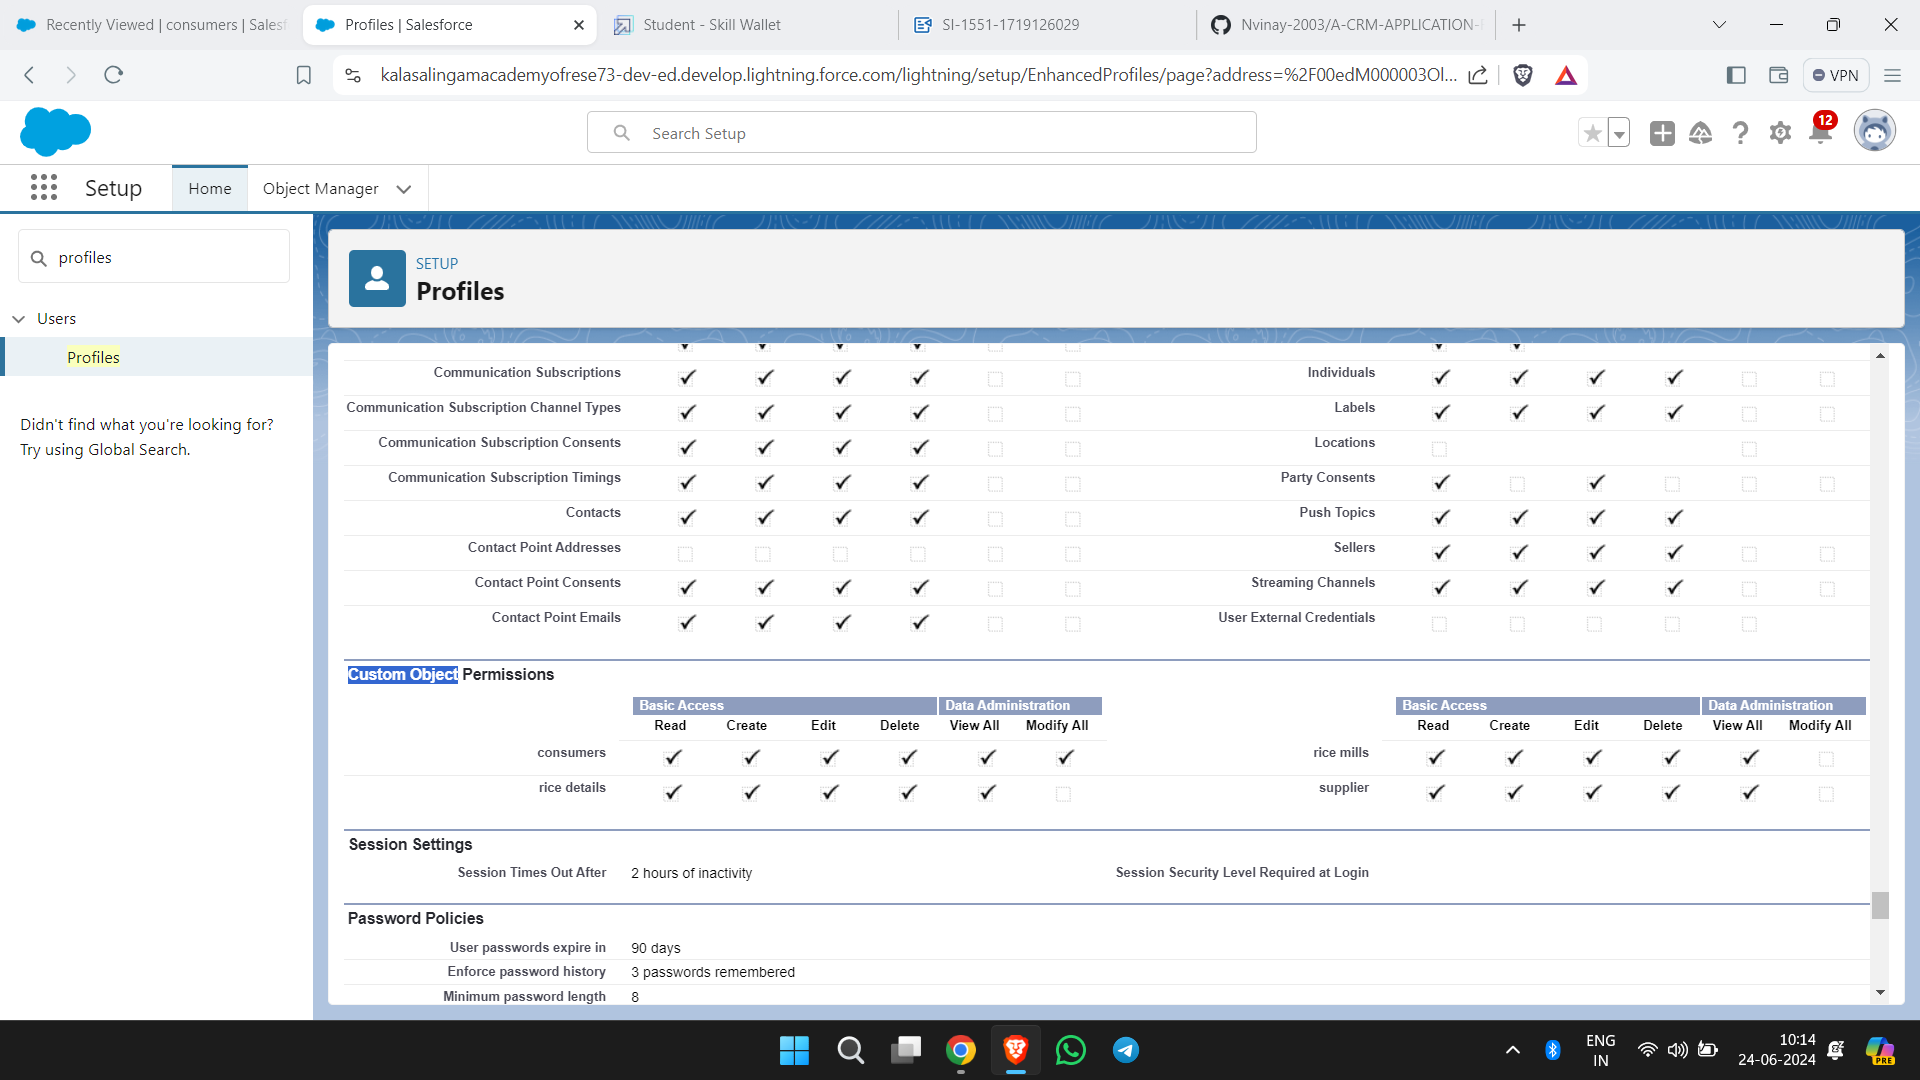 Recently Viewed | consumers | Salesf
Profiles | Salesforce
Student - Skill Wallet
SI-1551-1719126029
Nvinay-2003/A-CRM-APPLICATION-
kalasalingamacademyofrese73-dev-ed.develop.lightning.force.com/lightning/setup/EnhancedProfiles/page?address=%2F00edM000003Ol...
VPN
Search Setup
12
Setup
Home
Object Manager
profiles
Users
Profiles
Didn't find what you're looking for?
Try using Global Search.
SETUP
Profiles
Communication Subscriptions
Individuals
Communication Subscription Channel Types
Labels
Communication Subscription Consents
Locations
Communication Subscription Timings
Party Consents
Contacts
Push Topics
Contact Point Addresses
Sellers
Contact Point Consents
Streaming Channels
Contact Point Emails
User External Credentials
Custom Object Permissions
Basic Access Data Administration Basic Access Data Administration
Read Create Edit Delete View All Modify All Read Create Edit Delete View All Modify All
consumers
rice mills
rice details
supplier
Session Settings
Session Times Out After 2 hours of inactivity
Session Security Level Required at Login
Password Policies
User passwords expire in 90 days
Enforce password history 3 passwords remembered
Minimum password length 8
ENG
IN
10:14
24-06-2024
PRE